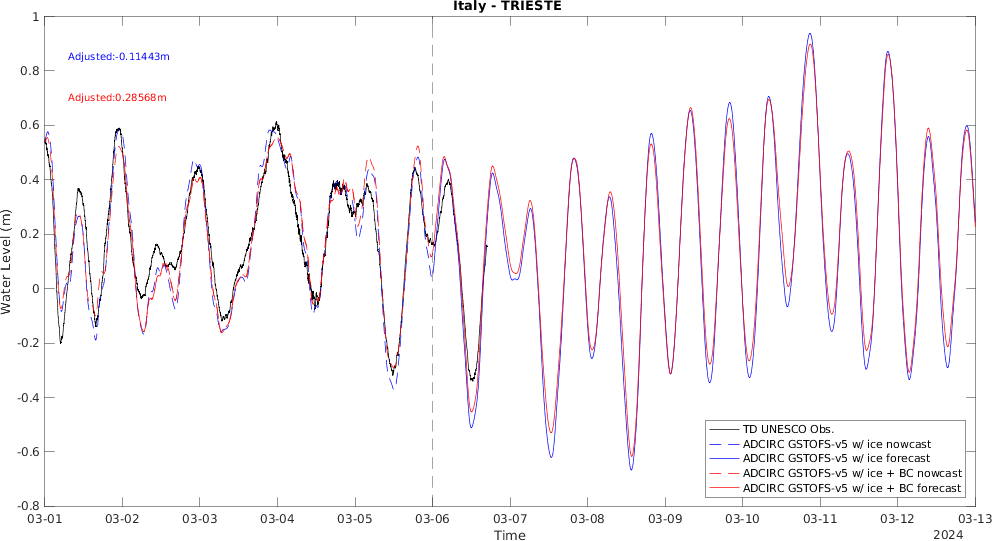 Italy - TRIESTE
Adjusted:-0.11443m
Adjusted:0.28568m
Water Level (m)
1
0.8
0.6
0.4
0.2
0
-0.2
-0.4
-0.6
-0.8
TD UNESCO Obs.
ADCIRC GSTOFS-v5 w/ ice nowcast
ADCIRC GSTOFS-v5 w/ ice forecast
ADCIRC GSTOFS-v5 w/ ice + BC nowcast
ADCIRC GSTOFS-v5 w/ ice + BC forecast
03-01 03-02 03-03 03-04 03-05 03-06 03-07 03-08 03-09 03-10 03-11 03-12 03-13
Time
2024